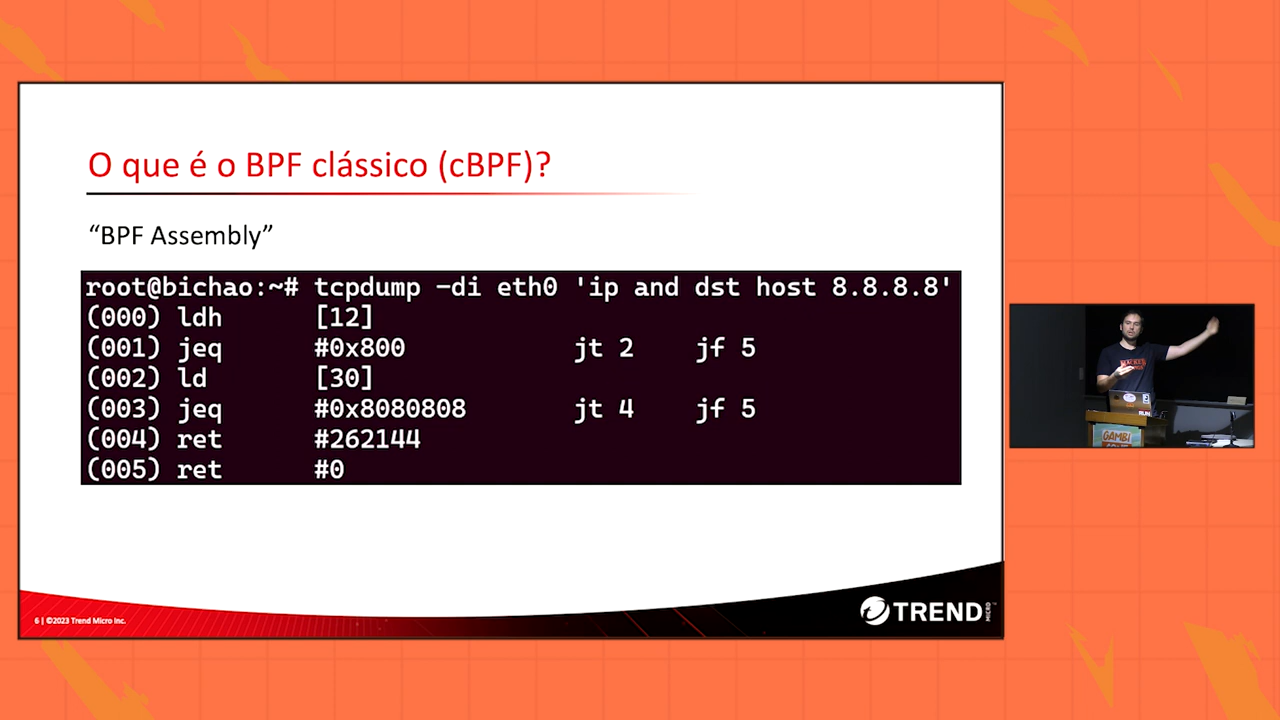 O que é o BPF clássico (cBPF)?
“BPF Assembly”
root@bichao:~# tcpdump -di eth0 'ip and dst host 8.8.8.8'
(000) ldh [12]
(001) jeq #0x800 jt 2 jf 5
(002) ld [30]
(003) jeq #0x8080808 jt 4 jf 5
(004) ret #262144
(005) ret #0
6 | ©2023 Trend Micro Inc.
TREND MICRO
GAMBI